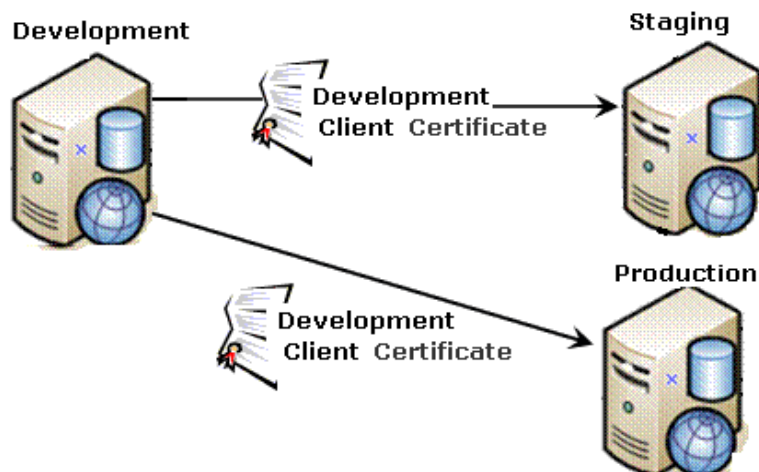 Development
Staging
Development
Client Certificate
Production
Development
Client Certificate